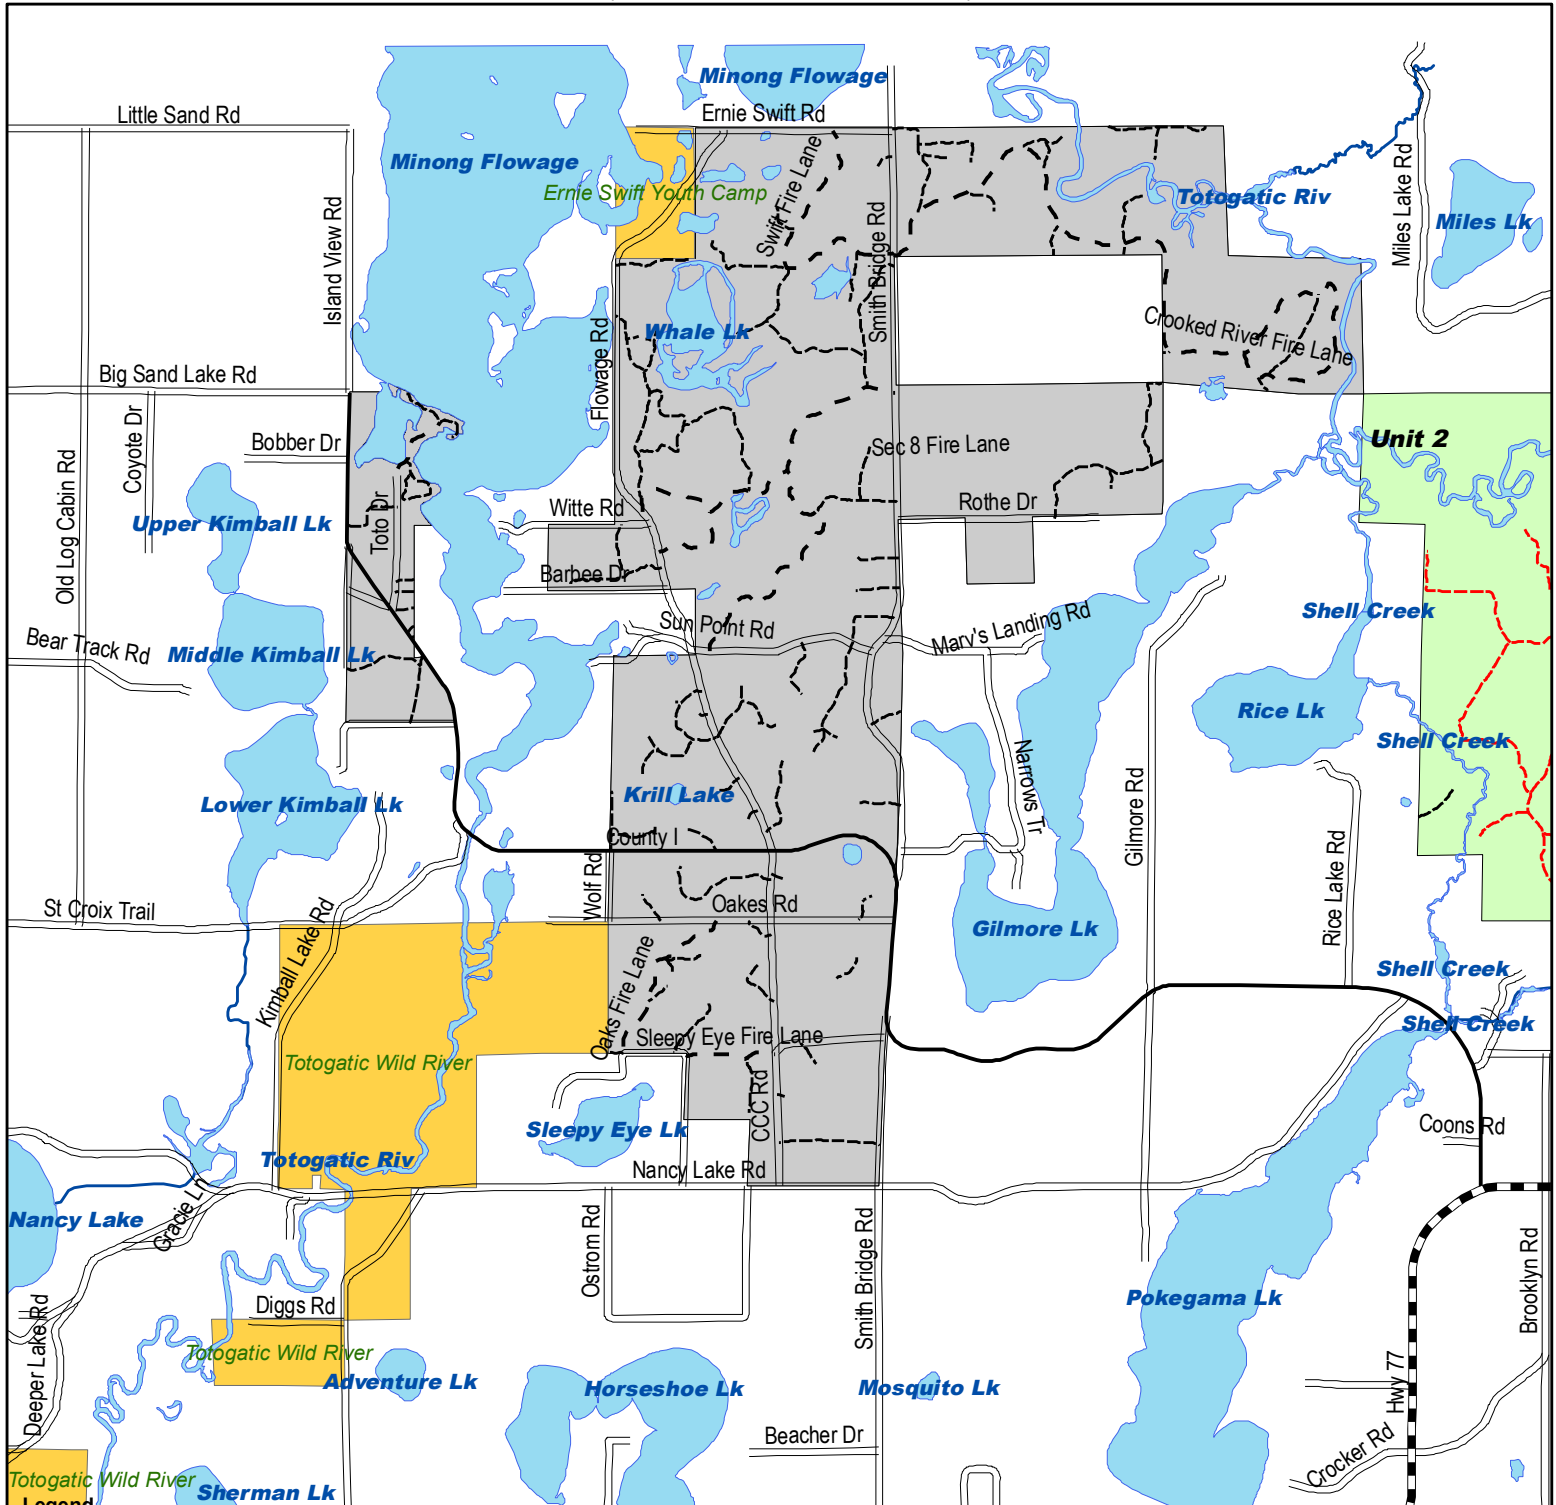 Minong Flowage
Ernie Swift Rd
Little Sand Rd
Minong Flowage
Ernie Swift Youth Camp
Swift Fire Lane
Totogatic Riv
Miles Lake Rd
Miles Lk
Island View Rd
Smith Bridge Rd
Whale Lk
Flowage Rd
Crooked River Fire Lane
Big Sand Lake Rd
Coyote Dr
Bobber Dr
Sec 8 Fire Lane
Unit 2
Old Log Cabin Rd
Upper Kimball Lk
Toto Dr
Witte Rd
Rothe Dr
Barbee Dr
Shell Creek
Sun Point Rd
Marv's Landing Rd
Bear Track Rd
Middle Kimball Lk
Rice Lk
Shell Creek
Narrows Tr
Gilmore Rd
Lower Kimball Lk
Krill Lake
County I
Wolf Rd
Rice Lake Rd
St Croix Trail
Oakes Rd
Kimball Lake Rd
Gilmore Lk
Oaks Fire Lane
Shell Creek
Shell Creek
Sleepy Eye Fire Lane
Totogatic Wild River
CCC Rd
Coons Rd
Sleepy Eye Lk
Totogatic Riv
Nancy Lake Rd
Nancy Lake
Gracie Ln
Ostrom Rd
Smith Bridge Rd
Brooklyn Rd
Pokegama Lk
Diggs Rd
Deeper Lake Rd
Totogatic Wild River
Adventure Lk
Horseshoe Lk
Mosquito Lk
Hwy 77
Beacher Dr
Crocker Rd
Totogatic Wild River
Sherman Lk
Legend